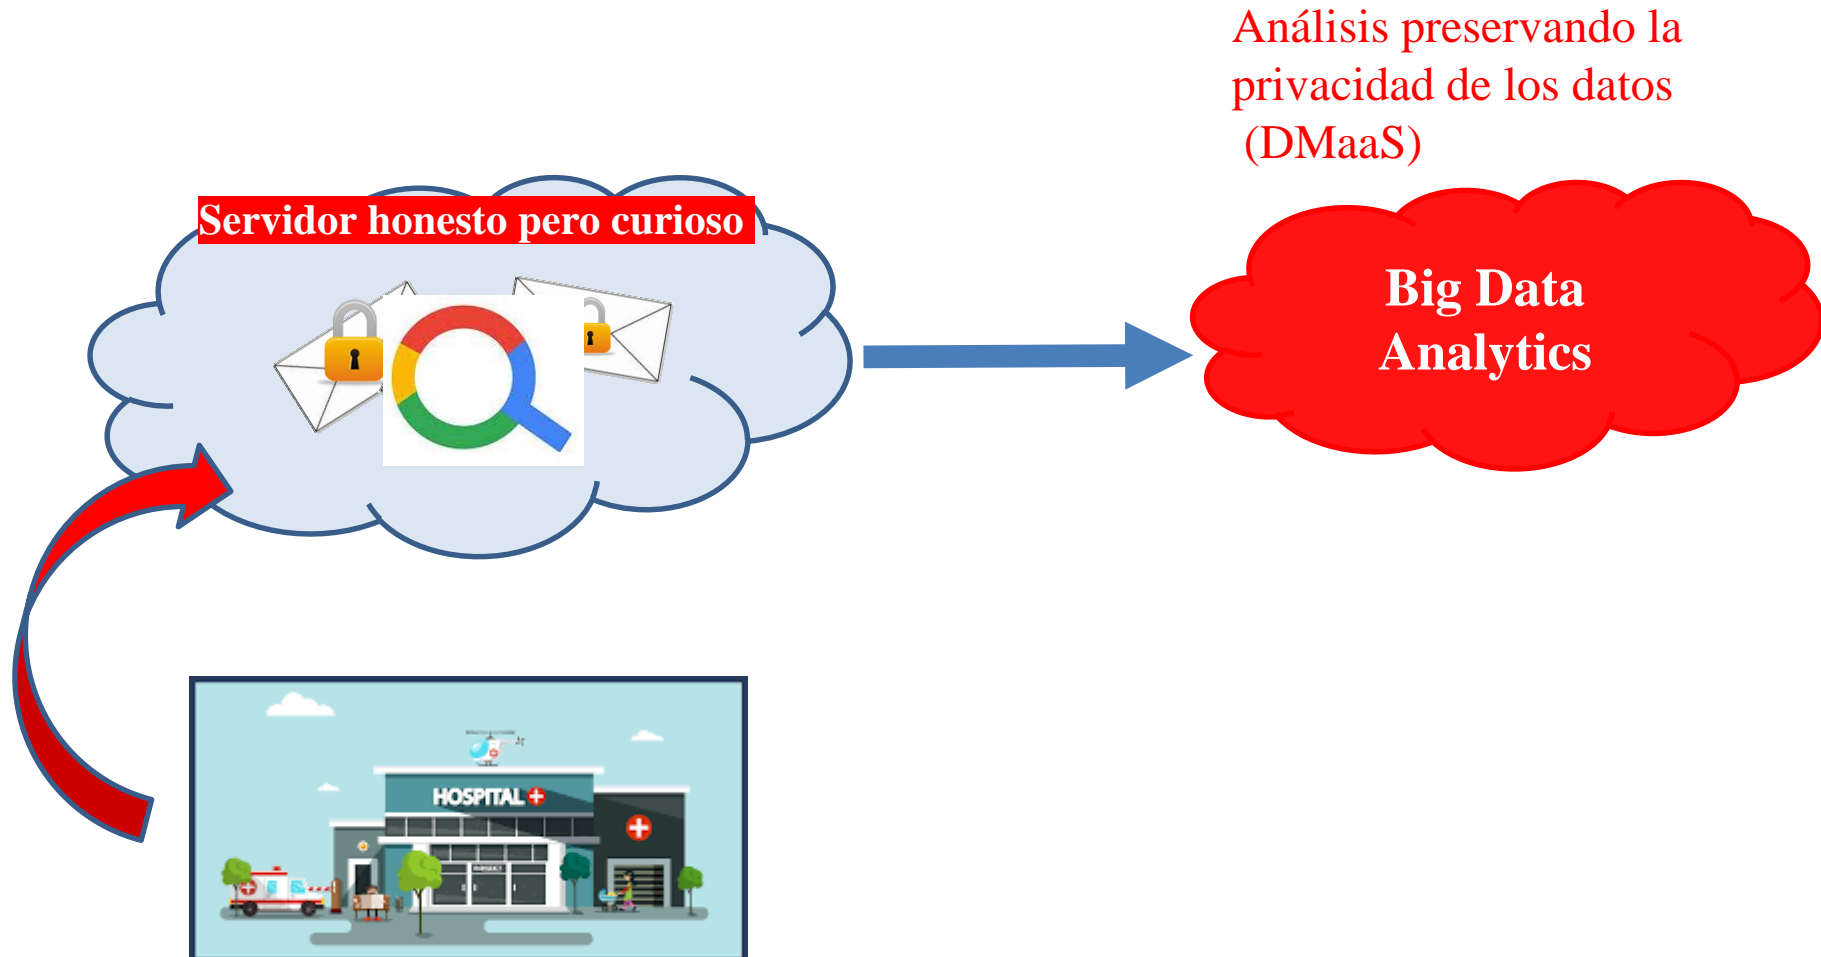 Análisis preservando la
privacidad de los datos
(DMaaS)
Servidor honesto pero curioso
Big Data
Analytics
HOSPITAL